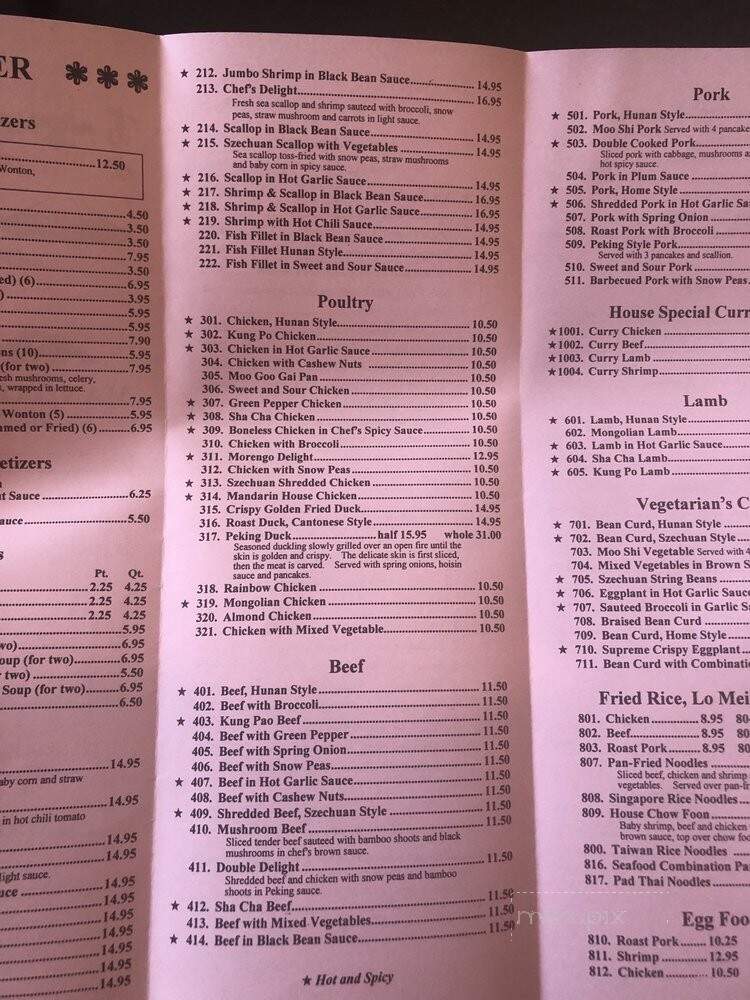 ER ❃ ❃ ❃
izers
12.50
Wonton,
4.50
3.50
3.50
7.95
3.50
ed) (6) 6.95
) 3.95
5.95
5.95
7.90
ns (10) 5.95
(for two) 7.95
esh mushrooms, celery,
, wrapped in lettuce.
7.95
Wonton (5) 5.95
amed or Fried) (6) 6.95
etizers
t Sauce 6.25
auce 5.50
s
Pt. Qt.
2.25 4.25
2.25 4.25
2.25 4.25
5.95
wo) 6.95
oup (for two) 6.95
r two) 5.50
Soup (for two) 6.95
6.50
14.95
baby corn and straw
14.95
in hot chili tomato
14.95
14.95
light sauce.
uce 14.95
14.95
14.95
14.95
14.95
14.95
14.95
★ 212. Jumbo Shrimp in Black Bean Sauce 14.95
213. Chef's Delight 16.95
Fresh sea scallop and shrimp sauteed with broccoli, snow
peas, straw mushroom and carrots in light sauce.
★ 214. Scallop in Black Bean Sauce 14.95
★ 215. Szechuan Scallop with Vegetables 14.95
Sea scallop toss-fried with snow peas, straw mushrooms
and baby corn in spicy sauce.
★ 216. Scallop in Hot Garlic Sauce 14.95
★ 217. Shrimp & Scallop in Black Bean Sauce 16.95
★ 218. Shrimp & Scallop in Hot Garlic Sauce 16.95
★ 219. Shrimp with Hot Chili Sauce 14.95
220. Fish Fillet in Black Bean Sauce 14.95
221. Fish Fillet Hunan Style 14.95
222. Fish Fillet in Sweet and Sour Sauce 14.95
Poultry
★ 301. Chicken, Hunan Style 10.50
★ 302. Kung Po Chicken 10.50
★ 303. Chicken in Hot Garlic Sauce 10.50
304. Chicken with Cashew Nuts 10.50
305. Moo Goo Gai Pan 10.50
306. Sweet and Sour Chicken 10.50
★ 307. Green Pepper Chicken 10.50
★ 308. Sha Cha Chicken 10.50
★ 309. Boneless Chicken in Chef's Spicy Sauce 10.50
310. Chicken with Broccoli 10.50
★ 311. Morengo Delight 12.95
312. Chicken with Snow Peas 10.50
★ 313. Szechuan Shredded Chicken 10.50
★ 314. Mandarin House Chicken 10.50
315. Crispy Golden Fried Duck 14.95
316. Roast Duck, Cantonese Style 14.95
317. Peking Duck half 15.95 whole 31.00
Seasoned duckling slowly grilled over an open fire until the
skin is golden and crispy. The delicate skin is first sliced,
then the meat is carved. Served with spring onions, hoisin
sauce and pancakes.
318. Rainbow Chicken 10.50
★ 319. Mongolian Chicken 10.50
320. Almond Chicken 10.50
321. Chicken with Mixed Vegetable 10.50
Beef
★ 401. Beef, Hunan Style 11.50
402. Beef with Broccoli 11.50
★ 403. Kung Pao Beef 11.50
404. Beef with Green Pepper 11.50
405. Beef with Spring Onion 11.50
406. Beef with Snow Peas 11.50
★ 407. Beef in Hot Garlic Sauce 11.50
408. Beef with Cashew Nuts 11.50
★ 409. Shredded Beef, Szechuan Style 11.50
410. Mushroom Beef 11.50
Sliced tender beef sauteed with bamboo shoots and black
mushrooms in chef's brown sauce.
411. Double Delight 11.50
Shredded beef and chicken with snow peas and bamboo
shoots in Peking sauce.
★ 412. Sha Cha Beef 11.50
413. Beef with Mixed Vegetables 11.50
★ 414. Beef in Black Bean Sauce 11.50
★ Hot and Spicy
Pork
★ 501. Pork, Hunan Style
502. Moo Shi Pork Served with 4 pancake
★ 503. Double Cooked Pork
Sliced pork with cabbage, mushrooms a
hot spicy sauce.
504. Pork in Plum Sauce
★ 505. Pork, Home Style
★ 506. Shredded Pork in Hot Garlic Sa
507. Pork with Spring Onion
508. Roast Pork with Broccoli
509. Peking Style Pork
Served with 3 pancakes and scallion.
510. Sweet and Sour Pork
511. Barbecued Pork with Snow Peas
House Special Curr
★ 1001. Curry Chicken
★ 1002. Curry Beef
★ 1003. Curry Lamb
★ 1004. Curry Shrimp
Lamb
★ 601. Lamb, Hunan Style
602. Mongolian Lamb
★ 603. Lamb in Hot Garlic Sauce
★ 604. Sha Cha Lamb
★ 605. Kung Po Lamb
Vegetarian's C
★ 701. Bean Curd, Hunan Style
★ 702. Bean Curd, Szechuan Style
703. Moo Shi Vegetable Served with 4
704. Mixed Vegetables in Brown S
★ 705. Szechuan String Beans
★ 706. Eggplant in Hot Garlic Sauce
★ 707. Sauteed Broccoli in Garlic Sa
708. Braised Bean Curd
709. Bean Curd, Home Style
★ 710. Supreme Crispy Eggplant
711. Bean Curd with Combinati
Fried Rice, Lo Mei
801. Chicken 8.95 80
802. Beef 8.95 80
803. Roast Pork 8.95 80
807. Pan-Fried Noodles
Sliced beef, chicken and shrimp
vegetables. Served over pan-fr
808. Singapore Rice Noodles
809. House Chow Foon
Baby shrimp, beef and chicken
brown sauce, top over chow foo
800. Taiwan Rice Noodles
816. Seafood Combination Pa
817. Pad Thai Noodles
Egg Foo
810. Roast Pork 10.25
811. Shrimp 12.95
812. Chicken 10.50